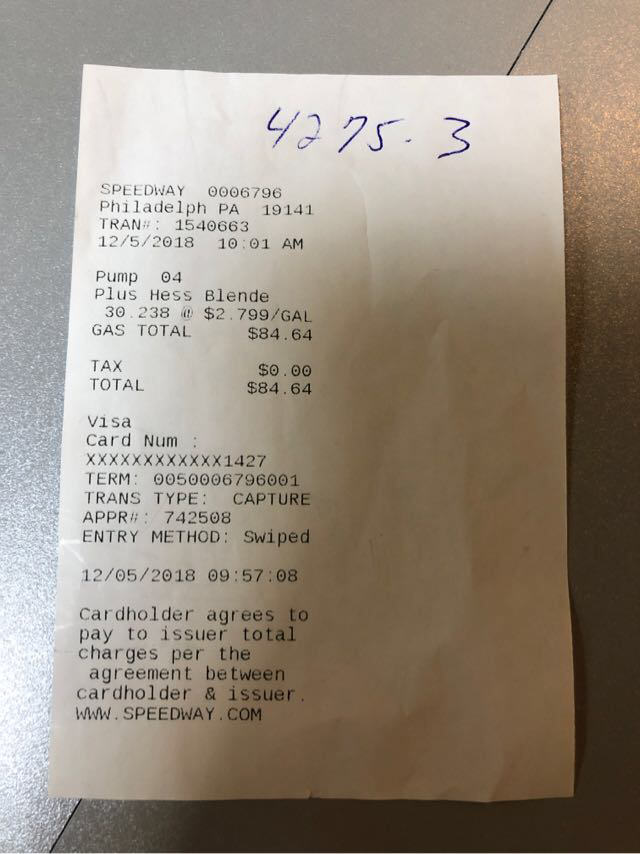 4275.3
SPEEDWAY 0006796
Philadelph PA 19141
TRAN#: 1540663
12/5/2018 10:01 AM
Pump 04
Plus Hess Blende
30.238 @ $2.799/GAL
GAS TOTAL $84.64
TAX $0.00
TOTAL $84.64
Visa
Card Num :
XXXXXXXXXXXX1427
TERM: 0050006796001
TRANS TYPE: CAPTURE
APPR#: 742508
ENTRY METHOD: Swiped
12/05/2018 09:57:08
Cardholder agrees to
pay to issuer total
charges per the
agreement between
cardholder & issuer.
WWW.SPEEDWAY.COM